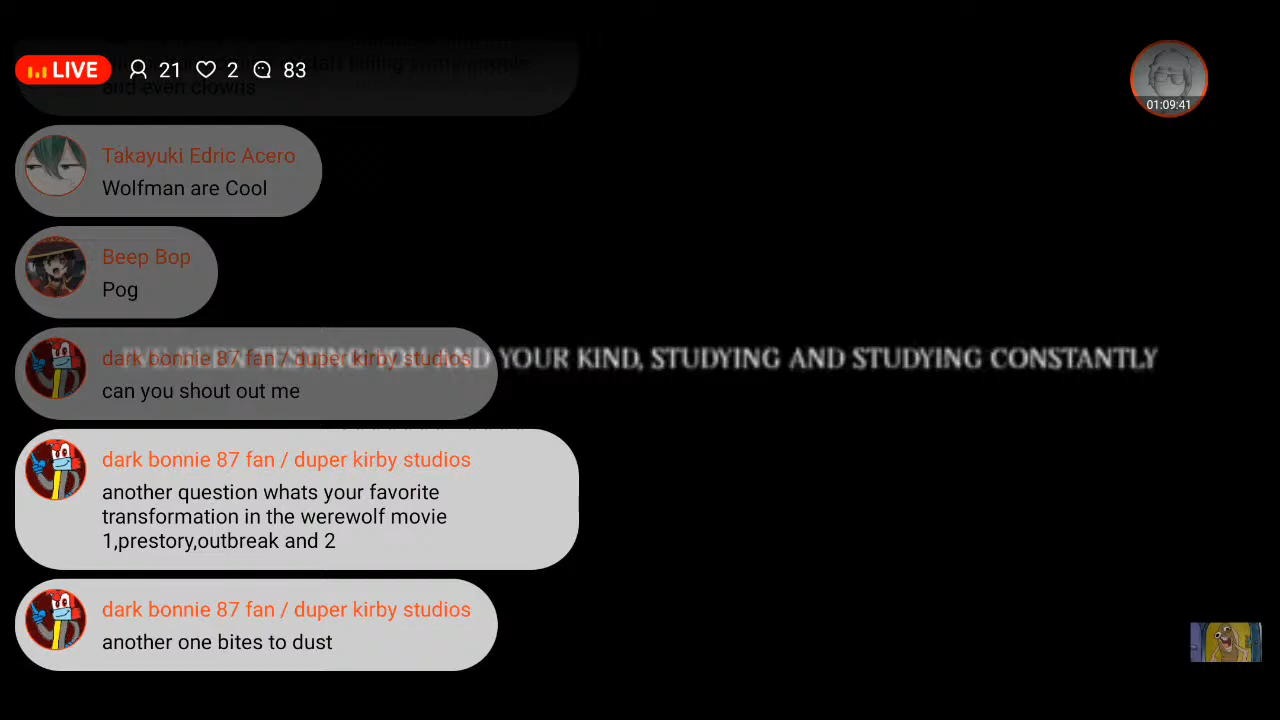 LIVE 21 2 83
and even clowns
01:09:41
Takayuki Edric Acero
Wolfman are Cool
Beep Bop
Pog
dark bonnie 87 fan / duper kirby studios
TESTING YOU AND YOUR KIND, STUDYING AND STUDYING CONSTANTLY
can you shout out me
dark bonnie 87 fan / duper kirby studios
another question whats your favorite
transformation in the werewolf movie
1,prestory,outbreak and 2
dark bonnie 87 fan / duper kirby studios
another one bites to dust